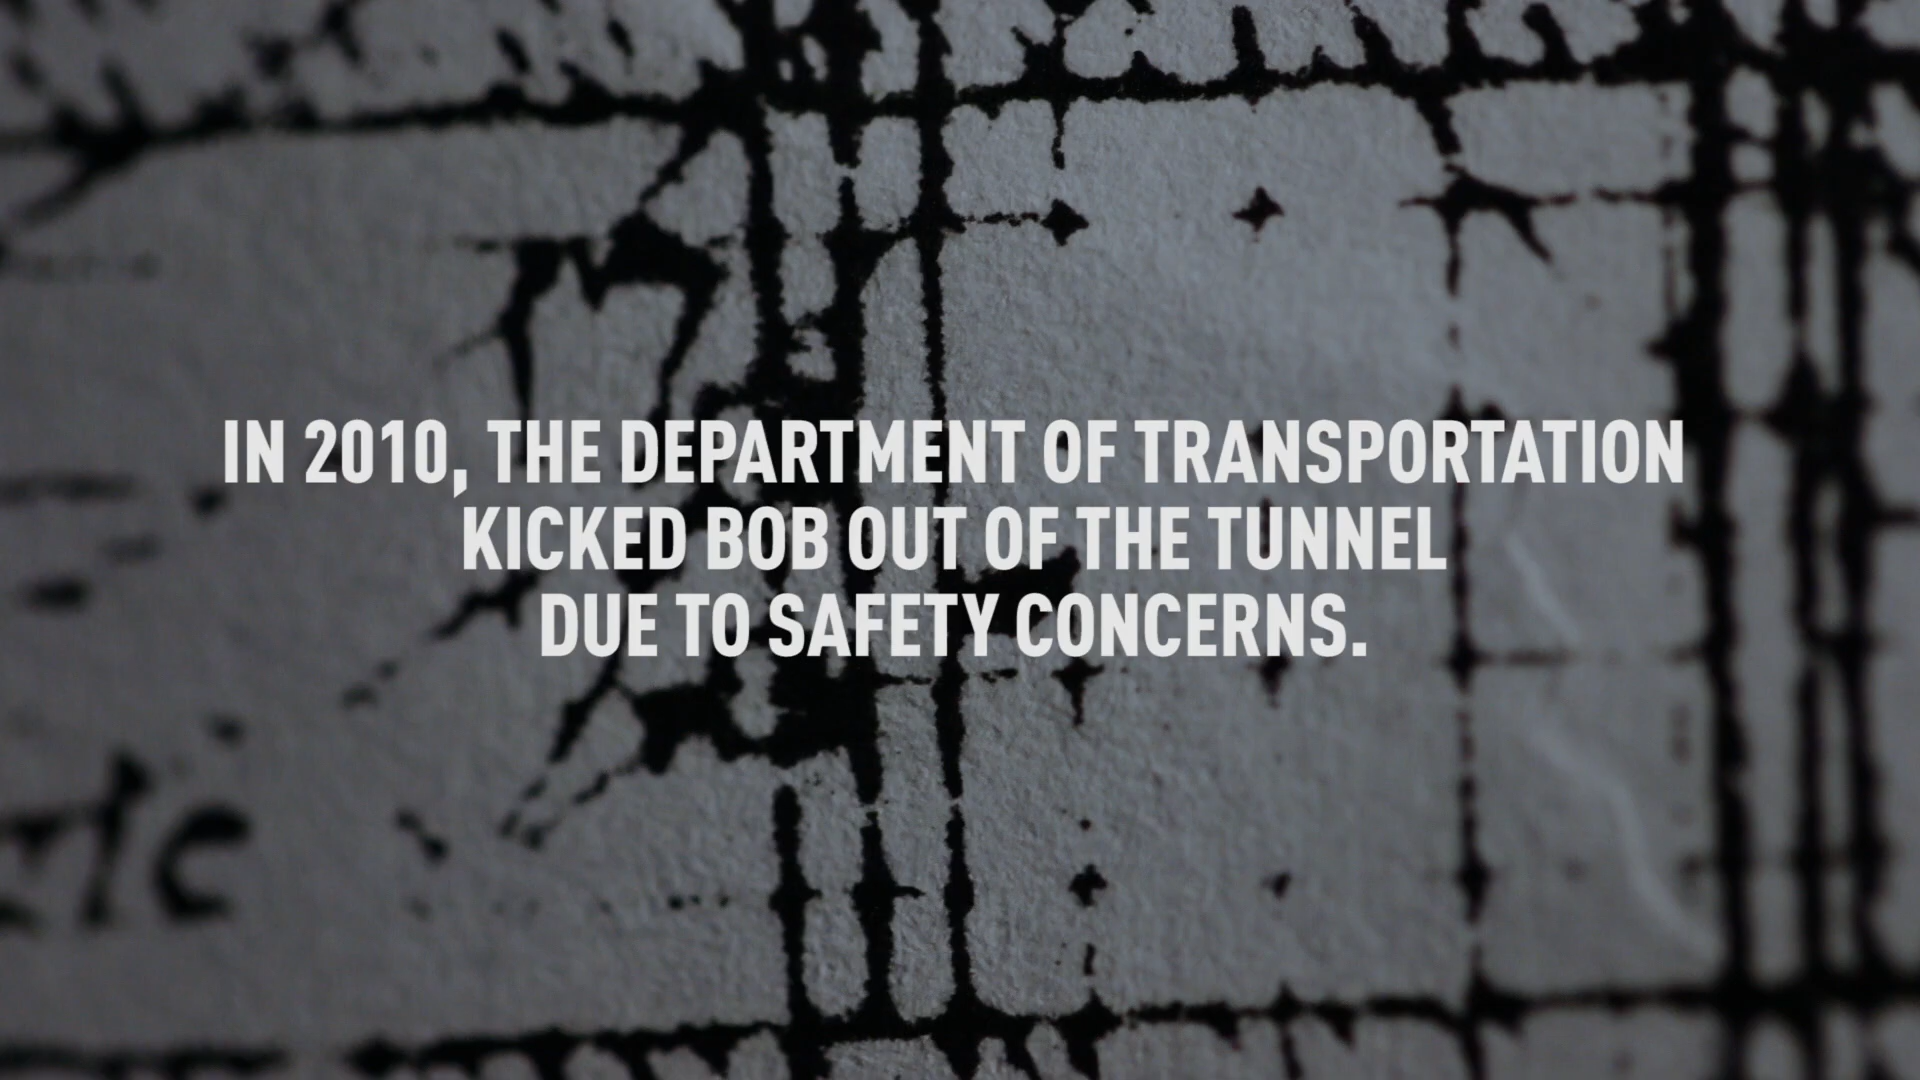 IN 2010, THE DEPARTMENT OF TRANSPORTATION
KICKED BOB OUT OF THE TUNNEL
DUE TO SAFETY CONCERNS.